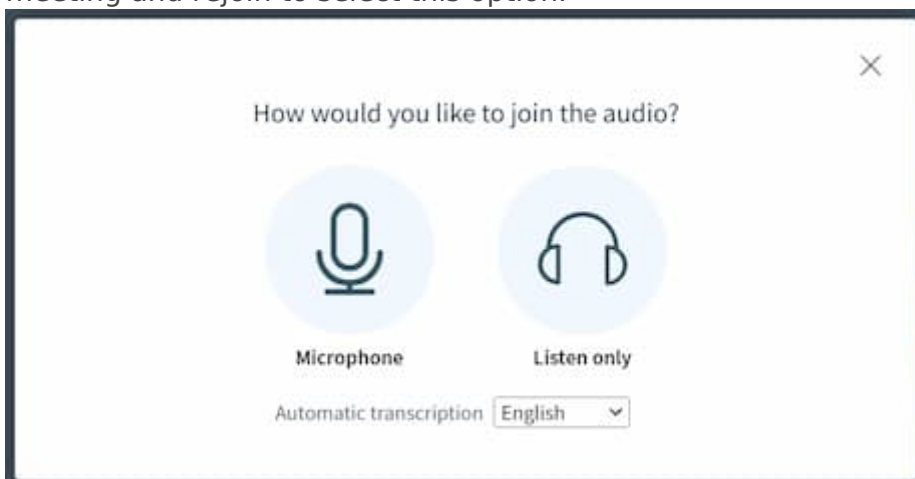 meeting and rejoin to select this option.
How would you like to join the audio?
Microphone
Listen only
Automatic transcription English